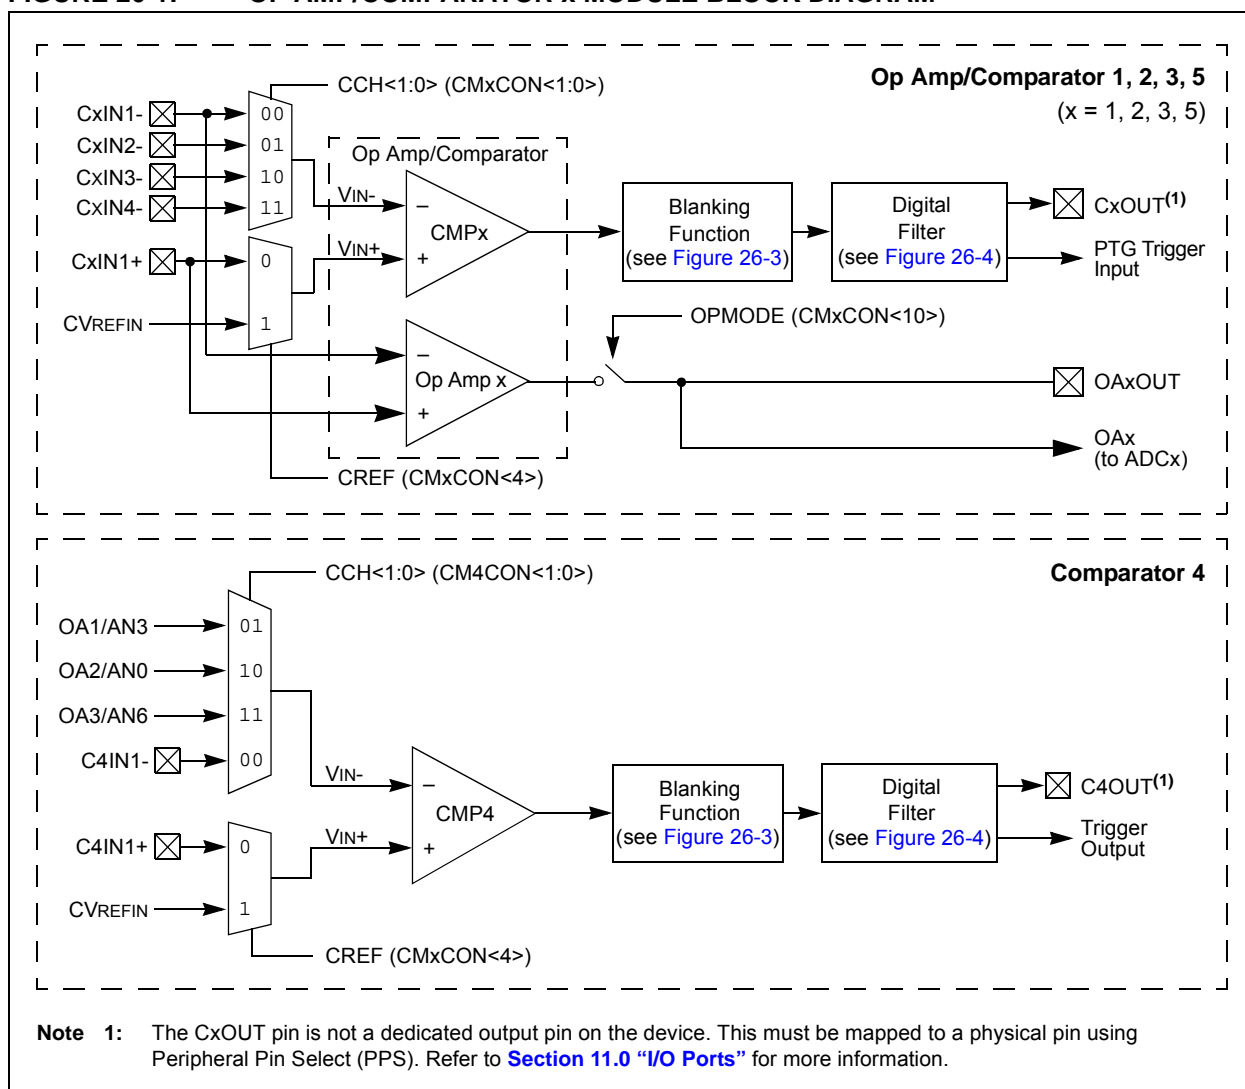 Op Amp/Comparator 1, 2, 3, 5
(x = 1, 2, 3, 5)
CCH<1:0> (CMxCON<1:0>)
CxIN1-
00
CxIN2-
01
CxIN3-
10
CxIN4-
11
Op Amp/Comparator
VIN-
–
CMPx
+
VIN+
CxIN1+
0
CVREFIN
1
Blanking
Function
(see Figure 26-3)
Digital
Filter
(see Figure 26-4)
CxOUT(1)
PTG Trigger
Input
OPMODE (CMxCON<10>)
–
Op Amp x
+
OAxOUT
OAx
(to ADCx)
CREF (CMxCON<4>)
Comparator 4
CCH<1:0> (CM4CON<1:0>)
OA1/AN3
01
OA2/AN0
10
OA3/AN6
11
C4IN1-
00
VIN-
–
CMP4
+
VIN+
C4IN1+
0
CVREFIN
1
Blanking
Function
(see Figure 26-3)
Digital
Filter
(see Figure 26-4)
C4OUT(1)
Trigger
Output
CREF (CMxCON<4>)
Note 1: The CxOUT pin is not a dedicated output pin on the device. This must be mapped to a physical pin using
Peripheral Pin Select (PPS). Refer to Section 11.0 “I/O Ports” for more information.